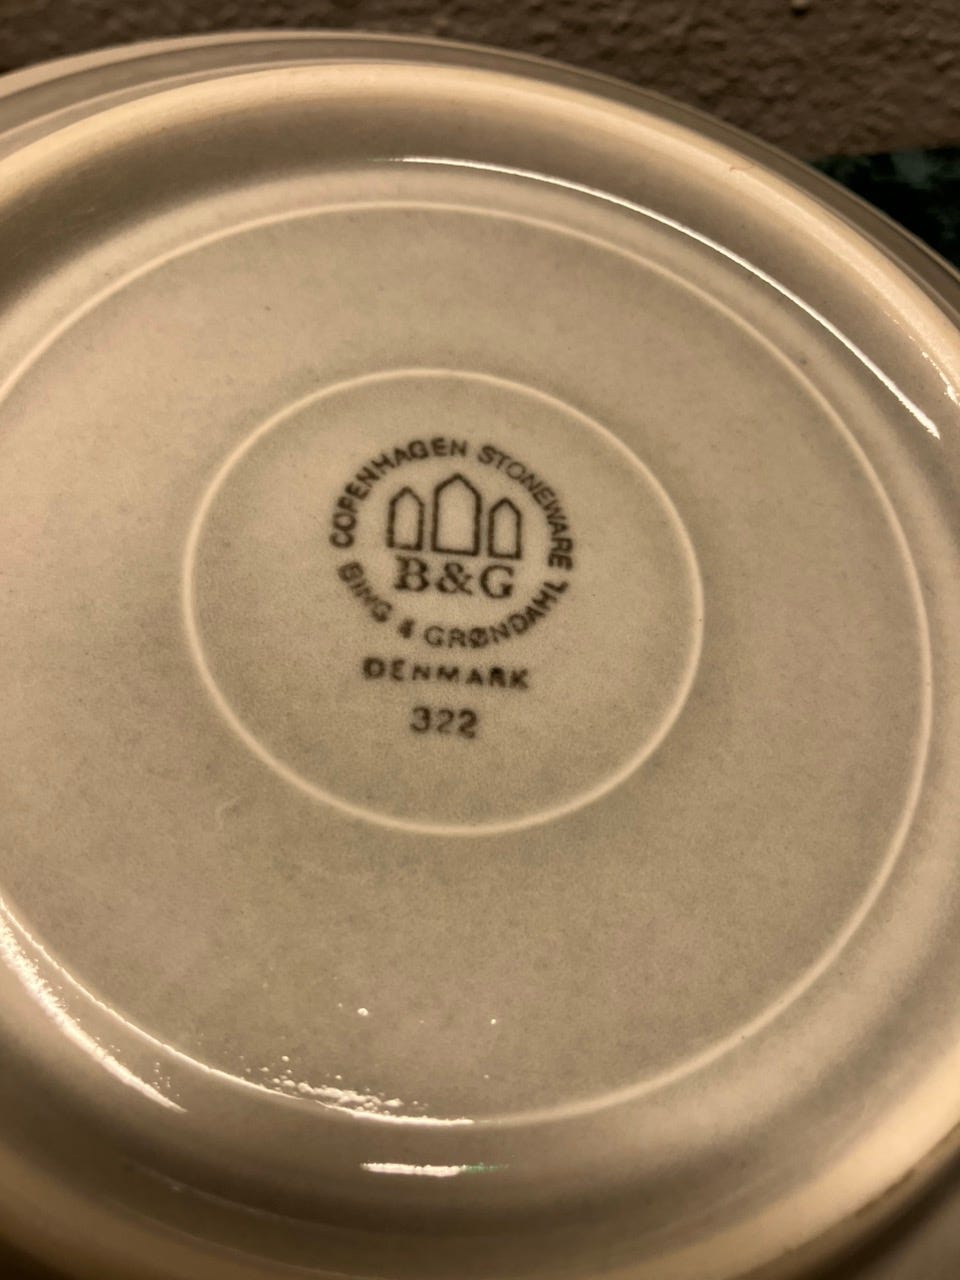 COPENHAGEN STONEWARE
B&G
BING & GRØNDAHL
DENMARK
322